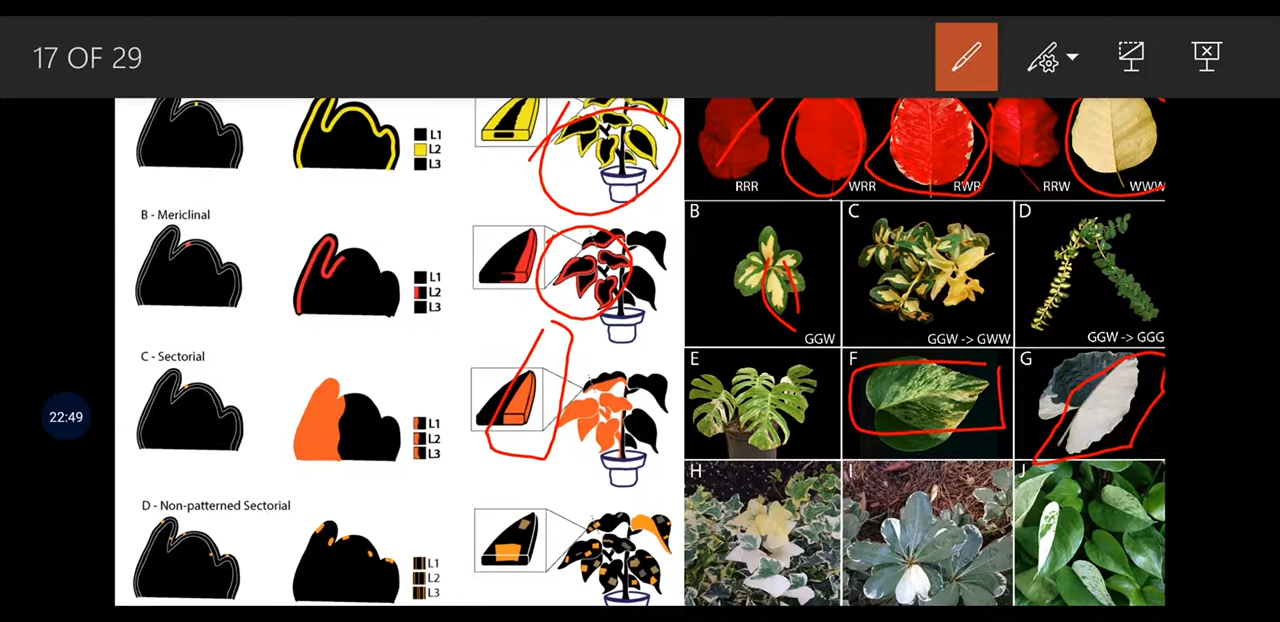 17 OF 29
L1
L2
L3
RRR
WRR
RWR
RRW
WWW
B - Mericlinal
L1
L2
L3
B
GGW
C
GGW -> GWW
D
GGW -> GGG
C - Sectorial
L1
L2
L3
22:49
E
F
G
D - Non-patterned Sectorial
L1
L2
L3
H
I
J